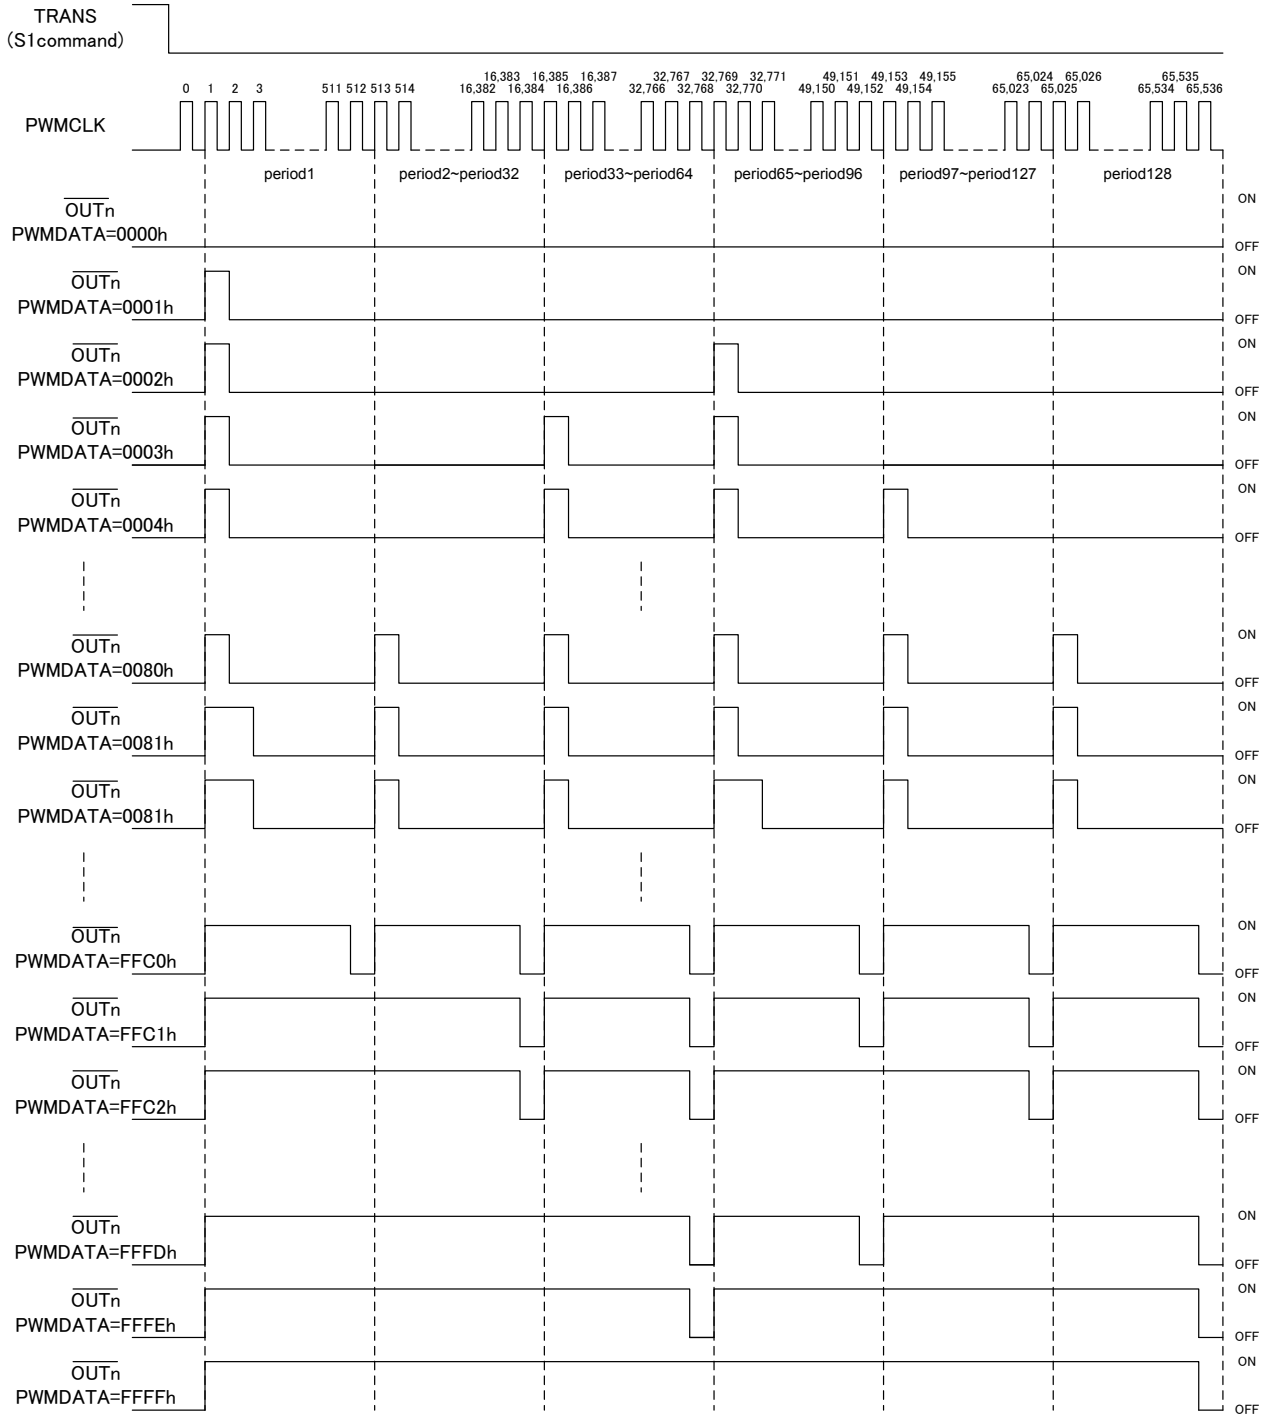 TRANS
(S1command)
16,383 16,385 16,387 32,767 32,769 32,771 49,151 49,153 49,155 65,024 65,026 65,535
0 1 2 3 511 512 513 514 16,382 16,384 16,386 32,766 32,768 32,770 49,150 49,152 49,154 65,023 65,025 65,534 65,536
PWMCLK
period1 period2~period32 period33~period64 period65~period96 period97~period127 period128
ON
OUTn
PWMDATA=0000h
OFF
ON
OUTn
PWMDATA=0001h
OFF
ON
OUTn
PWMDATA=0002h
OFF
ON
OUTn
PWMDATA=0003h
OFF
ON
OUTn
PWMDATA=0004h
OFF
ON
OUTn
PWMDATA=0080h
OFF
ON
OUTn
PWMDATA=0081h
OFF
ON
OUTn
PWMDATA=0081h
OFF
ON
OUTn
PWMDATA=FFC0h
OFF
ON
OUTn
PWMDATA=FFC1h
OFF
ON
OUTn
PWMDATA=FFC2h
OFF
ON
OUTn
PWMDATA=FFFDh
OFF
ON
OUTn
PWMDATA=FFFEh
OFF
ON
OUTn
PWMDATA=FFFFh
OFF